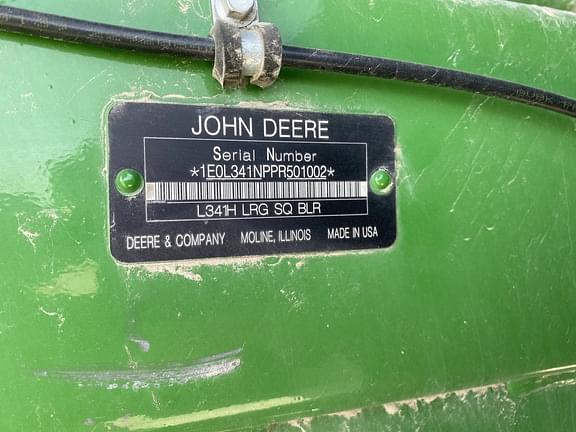 JOHN DEERE
Serial Number
*1E0L341NPPR501002*
L341H LRG SQ BLR
DEERE & COMPANY MOLINE, ILLINOIS MADE IN USA